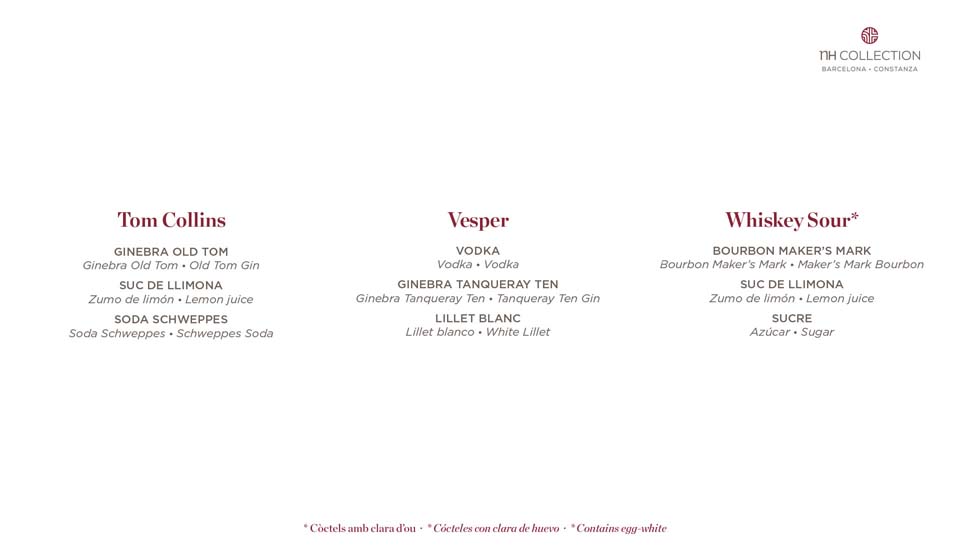 nH COLLECTION
BARCELONA • CONSTANZA
Tom Collins
GINEBRA OLD TOM
Ginebra Old Tom • Old Tom Gin
SUC DE LLIMONA
Zumo de limón • Lemon juice
SODA SCHWEPPES
Soda Schweppes • Schweppes Soda
Vesper
VODKA
Vodka • Vodka
GINEBRA TANQUERAY TEN
Ginebra Tanqueray Ten • Tanqueray Ten Gin
LILLET BLANC
Lillet blanco • White Lillet
Whiskey Sour*
BOURBON MAKER'S MARK
Bourbon Maker's Mark • Maker's Mark Bourbon
SUC DE LLIMONA
Zumo de limón • Lemon juice
SUCRE
Azúcar • Sugar
* Còctels amb clara d'ou · * Cócteles con clara de huevo · * Contains egg-white